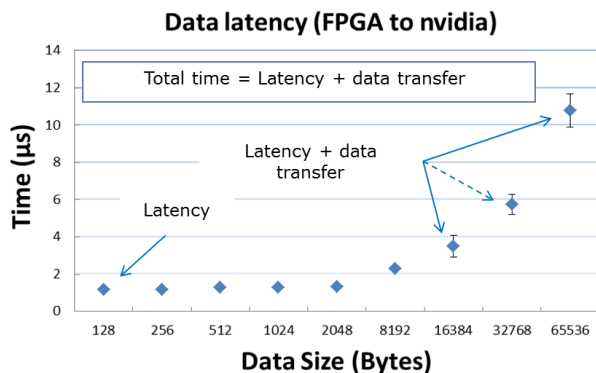 Data latency (FPGA to nvidia)
14
Total time = Latency + data transfer
12
10
8
Latency + data
transfer
6
Latency
4
2
0
Time (μs)
128 256 512 1024 2048 8192 16384 32768 65536
Data Size (Bytes)